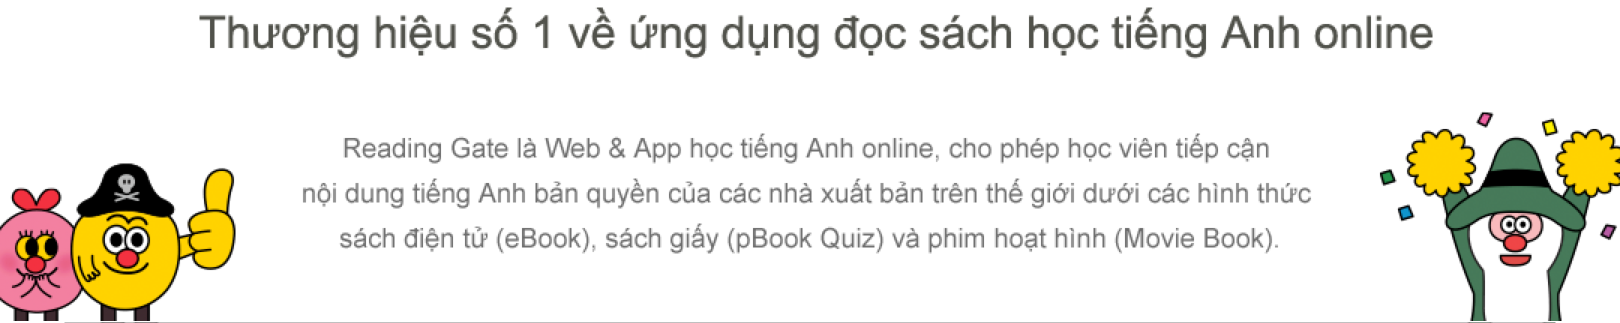 Thương hiệu số 1 về ứng dụng đọc sách học tiếng Anh online
Reading Gate là Web & App học tiếng Anh online, cho phép học viên tiếp cận
nội dung tiếng Anh bản quyền của các nhà xuất bản trên thế giới dưới các hình thức
sách điện tử (eBook), sách giấy (pBook Quiz) và phim hoạt hình (Movie Book).